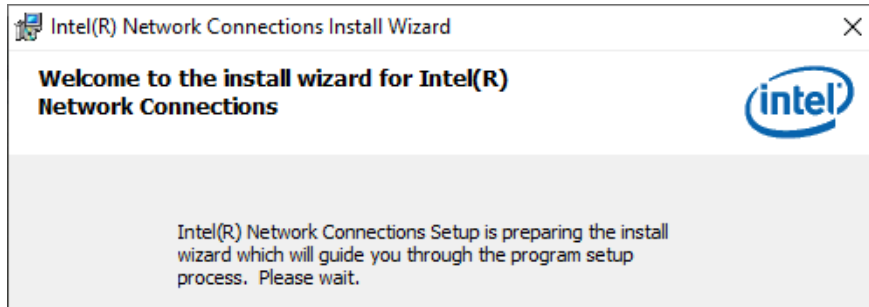 Intel(R) Network Connections Install Wizard
Welcome to the install wizard for Intel(R)
Network Connections
intel
Intel(R) Network Connections Setup is preparing the install
wizard which will guide you through the program setup
process. Please wait.